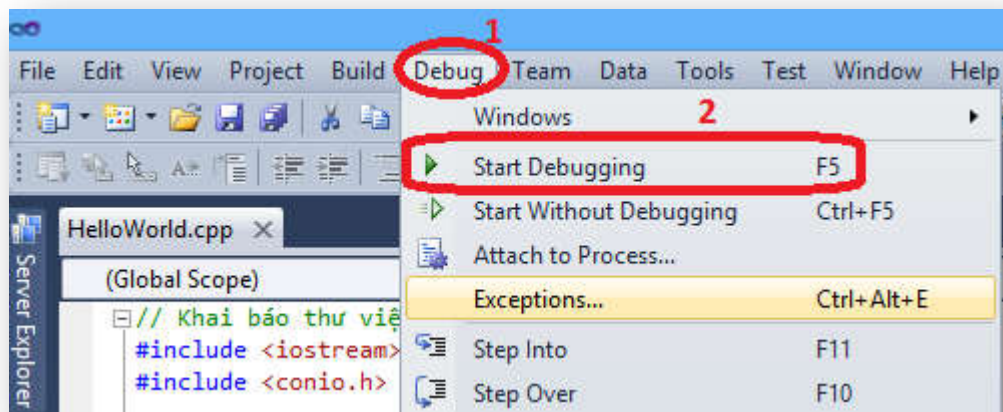 1
File Edit View Project Build Debug Team Data Tools Test Window Help
Windows 2
Start Debugging F5
Start Without Debugging Ctrl+F5
HelloWorld.cpp
Attach to Process...
(Global Scope)
Exceptions... Ctrl+Alt+E
// Khai báo thư việ
#include <iostream>
Step Into F11
#include <conio.h>
Step Over F10
Server Explorer